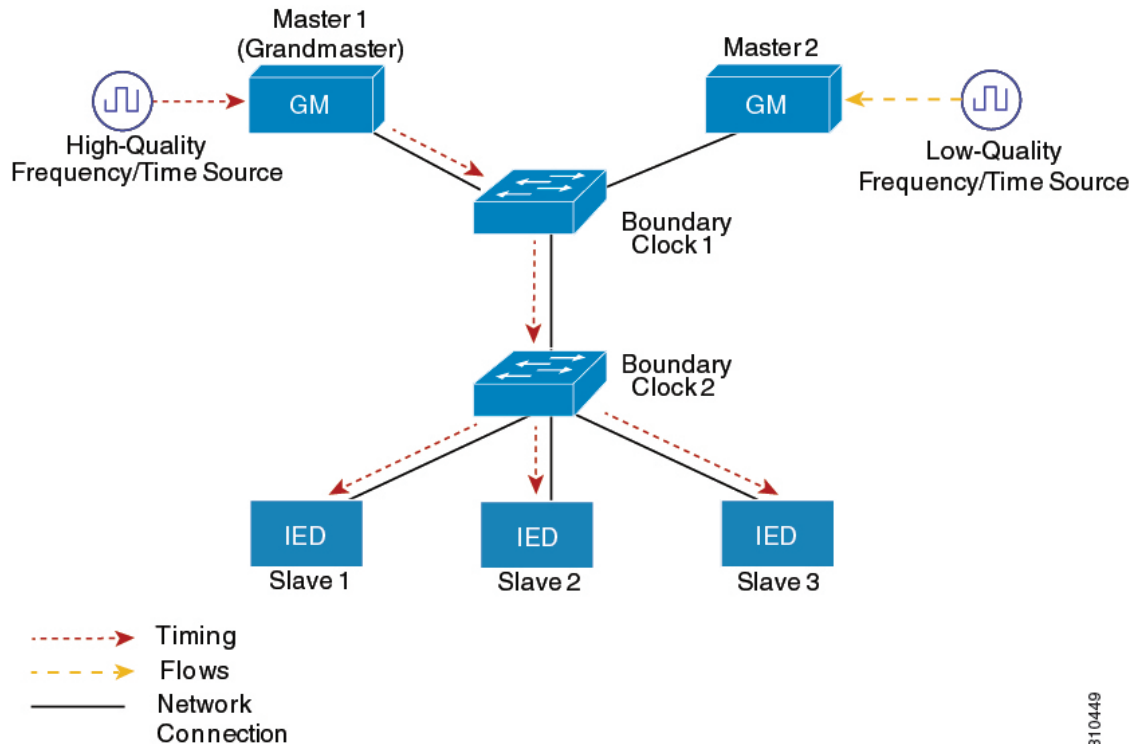 Master 1
(Grandmaster)
Master 2
GM
GM
High-Quality
Frequency/Time Source
Low-Quality
Frequency/Time Source
Boundary
Clock 1
Boundary
Clock 2
IED
IED
IED
Slave 1
Slave 2
Slave 3
Timing
Flows
Network
Connection
310449